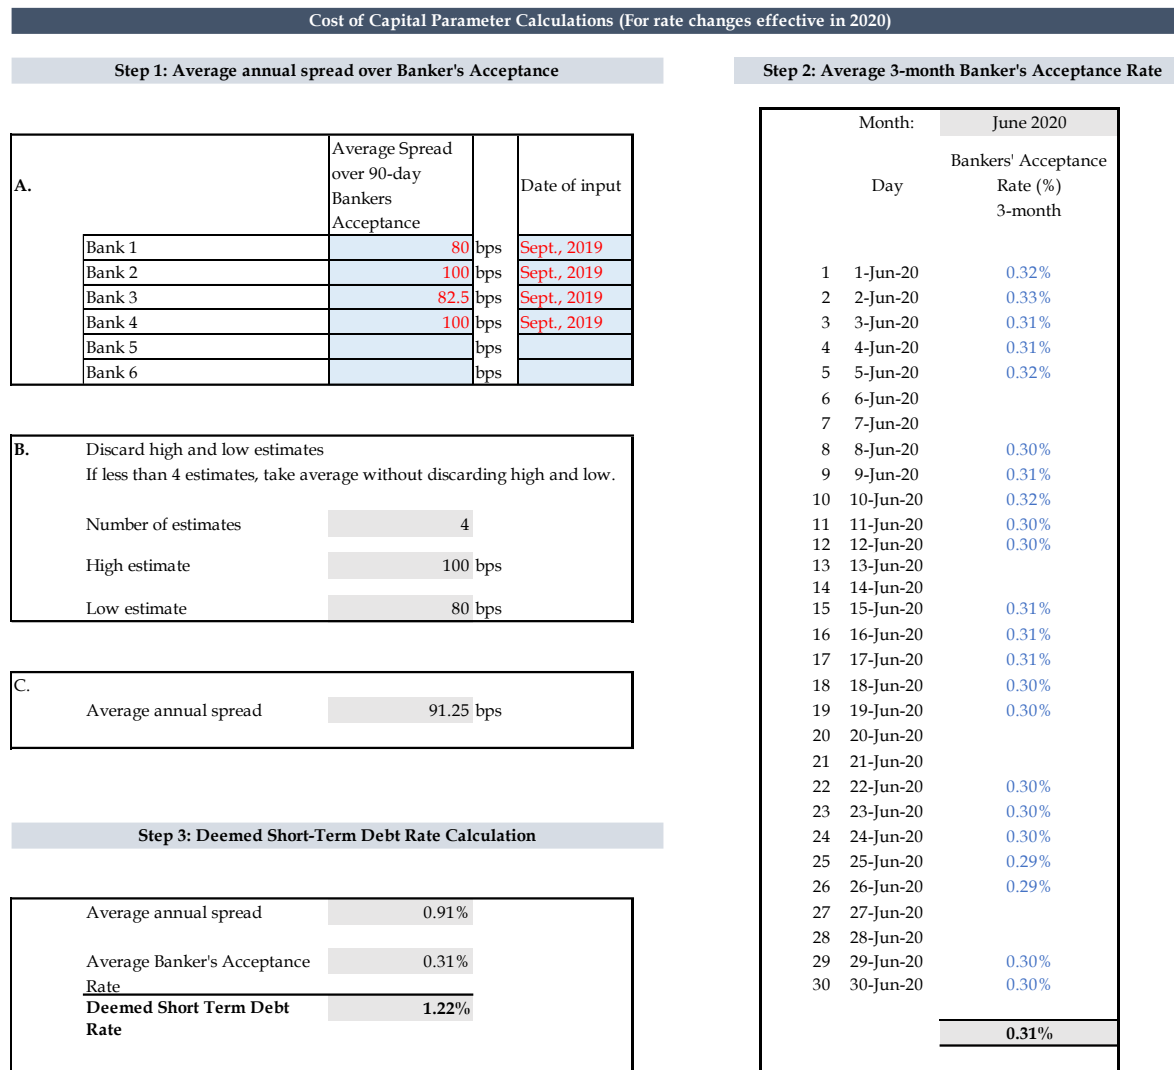 Cost of Capital Parameter Calculations (For rate changes effective in 2020)
Step 1: Average annual spread over Banker's Acceptance
A.
Average Spread
over 90-day
Bankers
Acceptance
Date of input
Bank 1 80 bps Sept., 2019
Bank 2 100 bps Sept., 2019
Bank 3 82.5 bps Sept., 2019
Bank 4 100 bps Sept., 2019
Bank 5 bps
Bank 6 bps
B. Discard high and low estimates
If less than 4 estimates, take average without discarding high and low.
Number of estimates 4
High estimate 100 bps
Low estimate 80 bps
C.
Average annual spread 91.25 bps
Step 3: Deemed Short-Term Debt Rate Calculation
Average annual spread 0.91%
Average Banker's Acceptance 0.31%
Rate
Deemed Short Term Debt 1.22%
Rate
Step 2: Average 3-month Banker's Acceptance Rate
Month: June 2020
Bankers' Acceptance
Day Rate (%)
3-month
1 1-Jun-20 0.32%
2 2-Jun-20 0.33%
3 3-Jun-20 0.31%
4 4-Jun-20 0.31%
5 5-Jun-20 0.32%
6 6-Jun-20
7 7-Jun-20
8 8-Jun-20 0.30%
9 9-Jun-20 0.31%
10 10-Jun-20 0.32%
11 11-Jun-20 0.30%
12 12-Jun-20 0.30%
13 13-Jun-20
14 14-Jun-20
15 15-Jun-20 0.31%
16 16-Jun-20 0.31%
17 17-Jun-20 0.31%
18 18-Jun-20 0.30%
19 19-Jun-20 0.30%
20 20-Jun-20
21 21-Jun-20
22 22-Jun-20 0.30%
23 23-Jun-20 0.30%
24 24-Jun-20 0.30%
25 25-Jun-20 0.29%
26 26-Jun-20 0.29%
27 27-Jun-20
28 28-Jun-20
29 29-Jun-20 0.30%
30 30-Jun-20 0.30%
0.31%